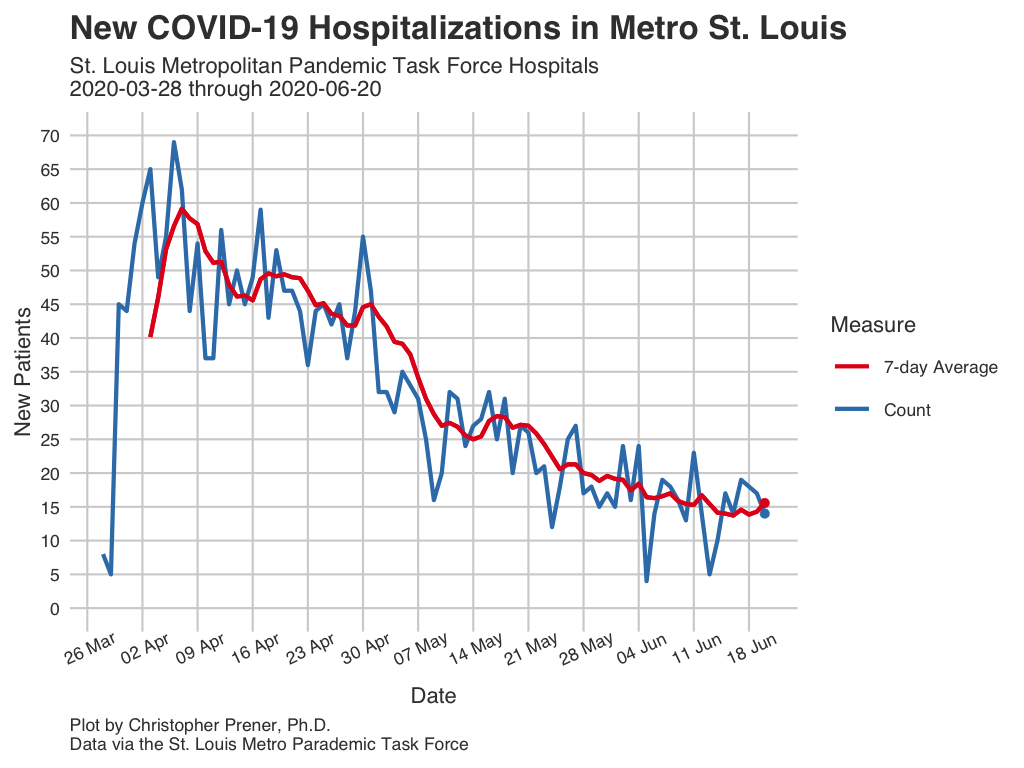 New COVID-19 Hospitalizations in Metro St. Louis
St. Louis Metropolitan Pandemic Task Force Hospitals
2020-03-28 through 2020-06-20
70
65
60
55
50
45
40
35
30
25
20
15
10
5
0
New Patients
26 Mar
02 Apr
09 Apr
16 Apr
23 Apr
30 Apr
07 May
14 May
21 May
28 May
04 Jun
11 Jun
18 Jun
Date
Measure
7-day Average
Count
Plot by Christopher Prener, Ph.D.
Data via the St. Louis Metro Parademic Task Force